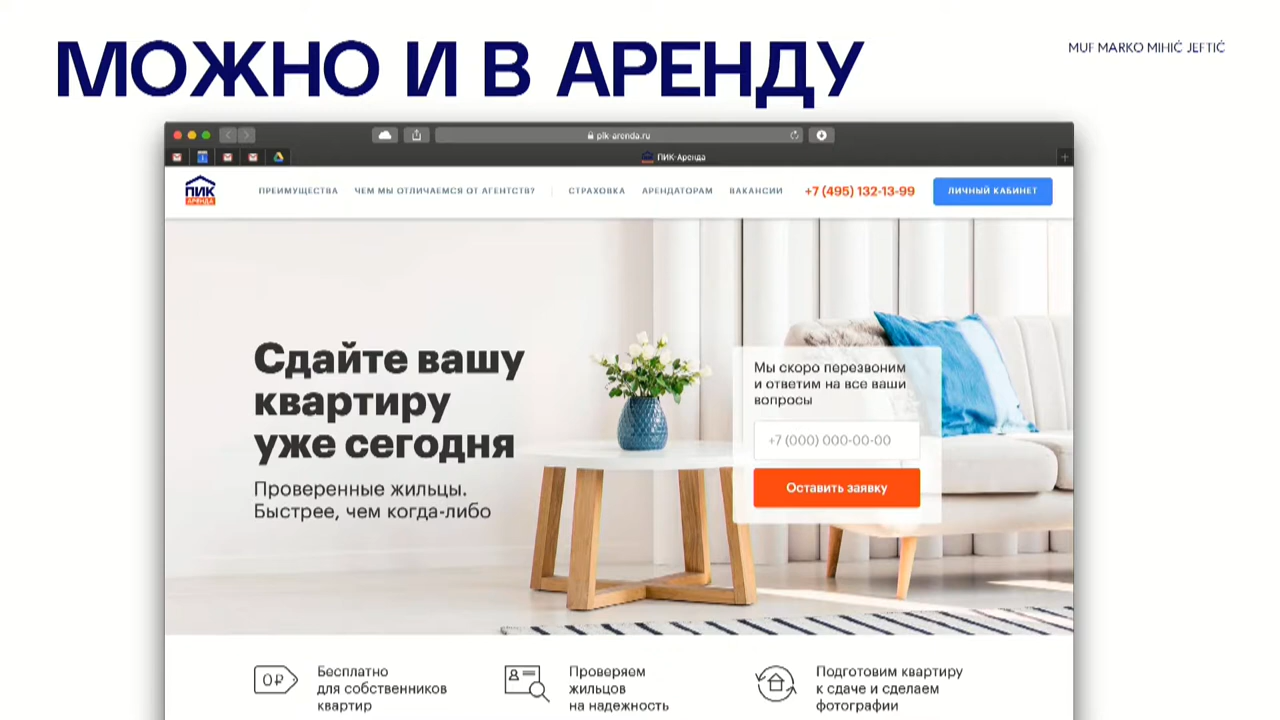 МОЖНО И В АРЕНДУ
MUF MARKO MIHIĆ JEFTIĆ
pik-arenda.ru
ПИК-Аренда
ПИК
АРЕНДА
ПРЕИМУЩЕСТВА
ЧЕМ МЫ ОТЛИЧАЕМСЯ ОТ АГЕНТСТВ?
СТРАХОВКА
АРЕНДАТОРАМ
ВАКАНСИИ
+7 (495) 132-13-99
ЛИЧНЫЙ КАБИНЕТ
Сдайте вашу
квартиру
уже сегодня
Проверенные жильцы.
Быстрее, чем когда-либо
Мы скоро перезвоним
и ответим на все ваши
вопросы
+7 (000) 000-00-00
Оставить заявку
0₽
Бесплатно
для собственников
квартир
Проверяем
жильцов
на надежность
Подготовим квартиру
к сдаче и сделаем
фотографии